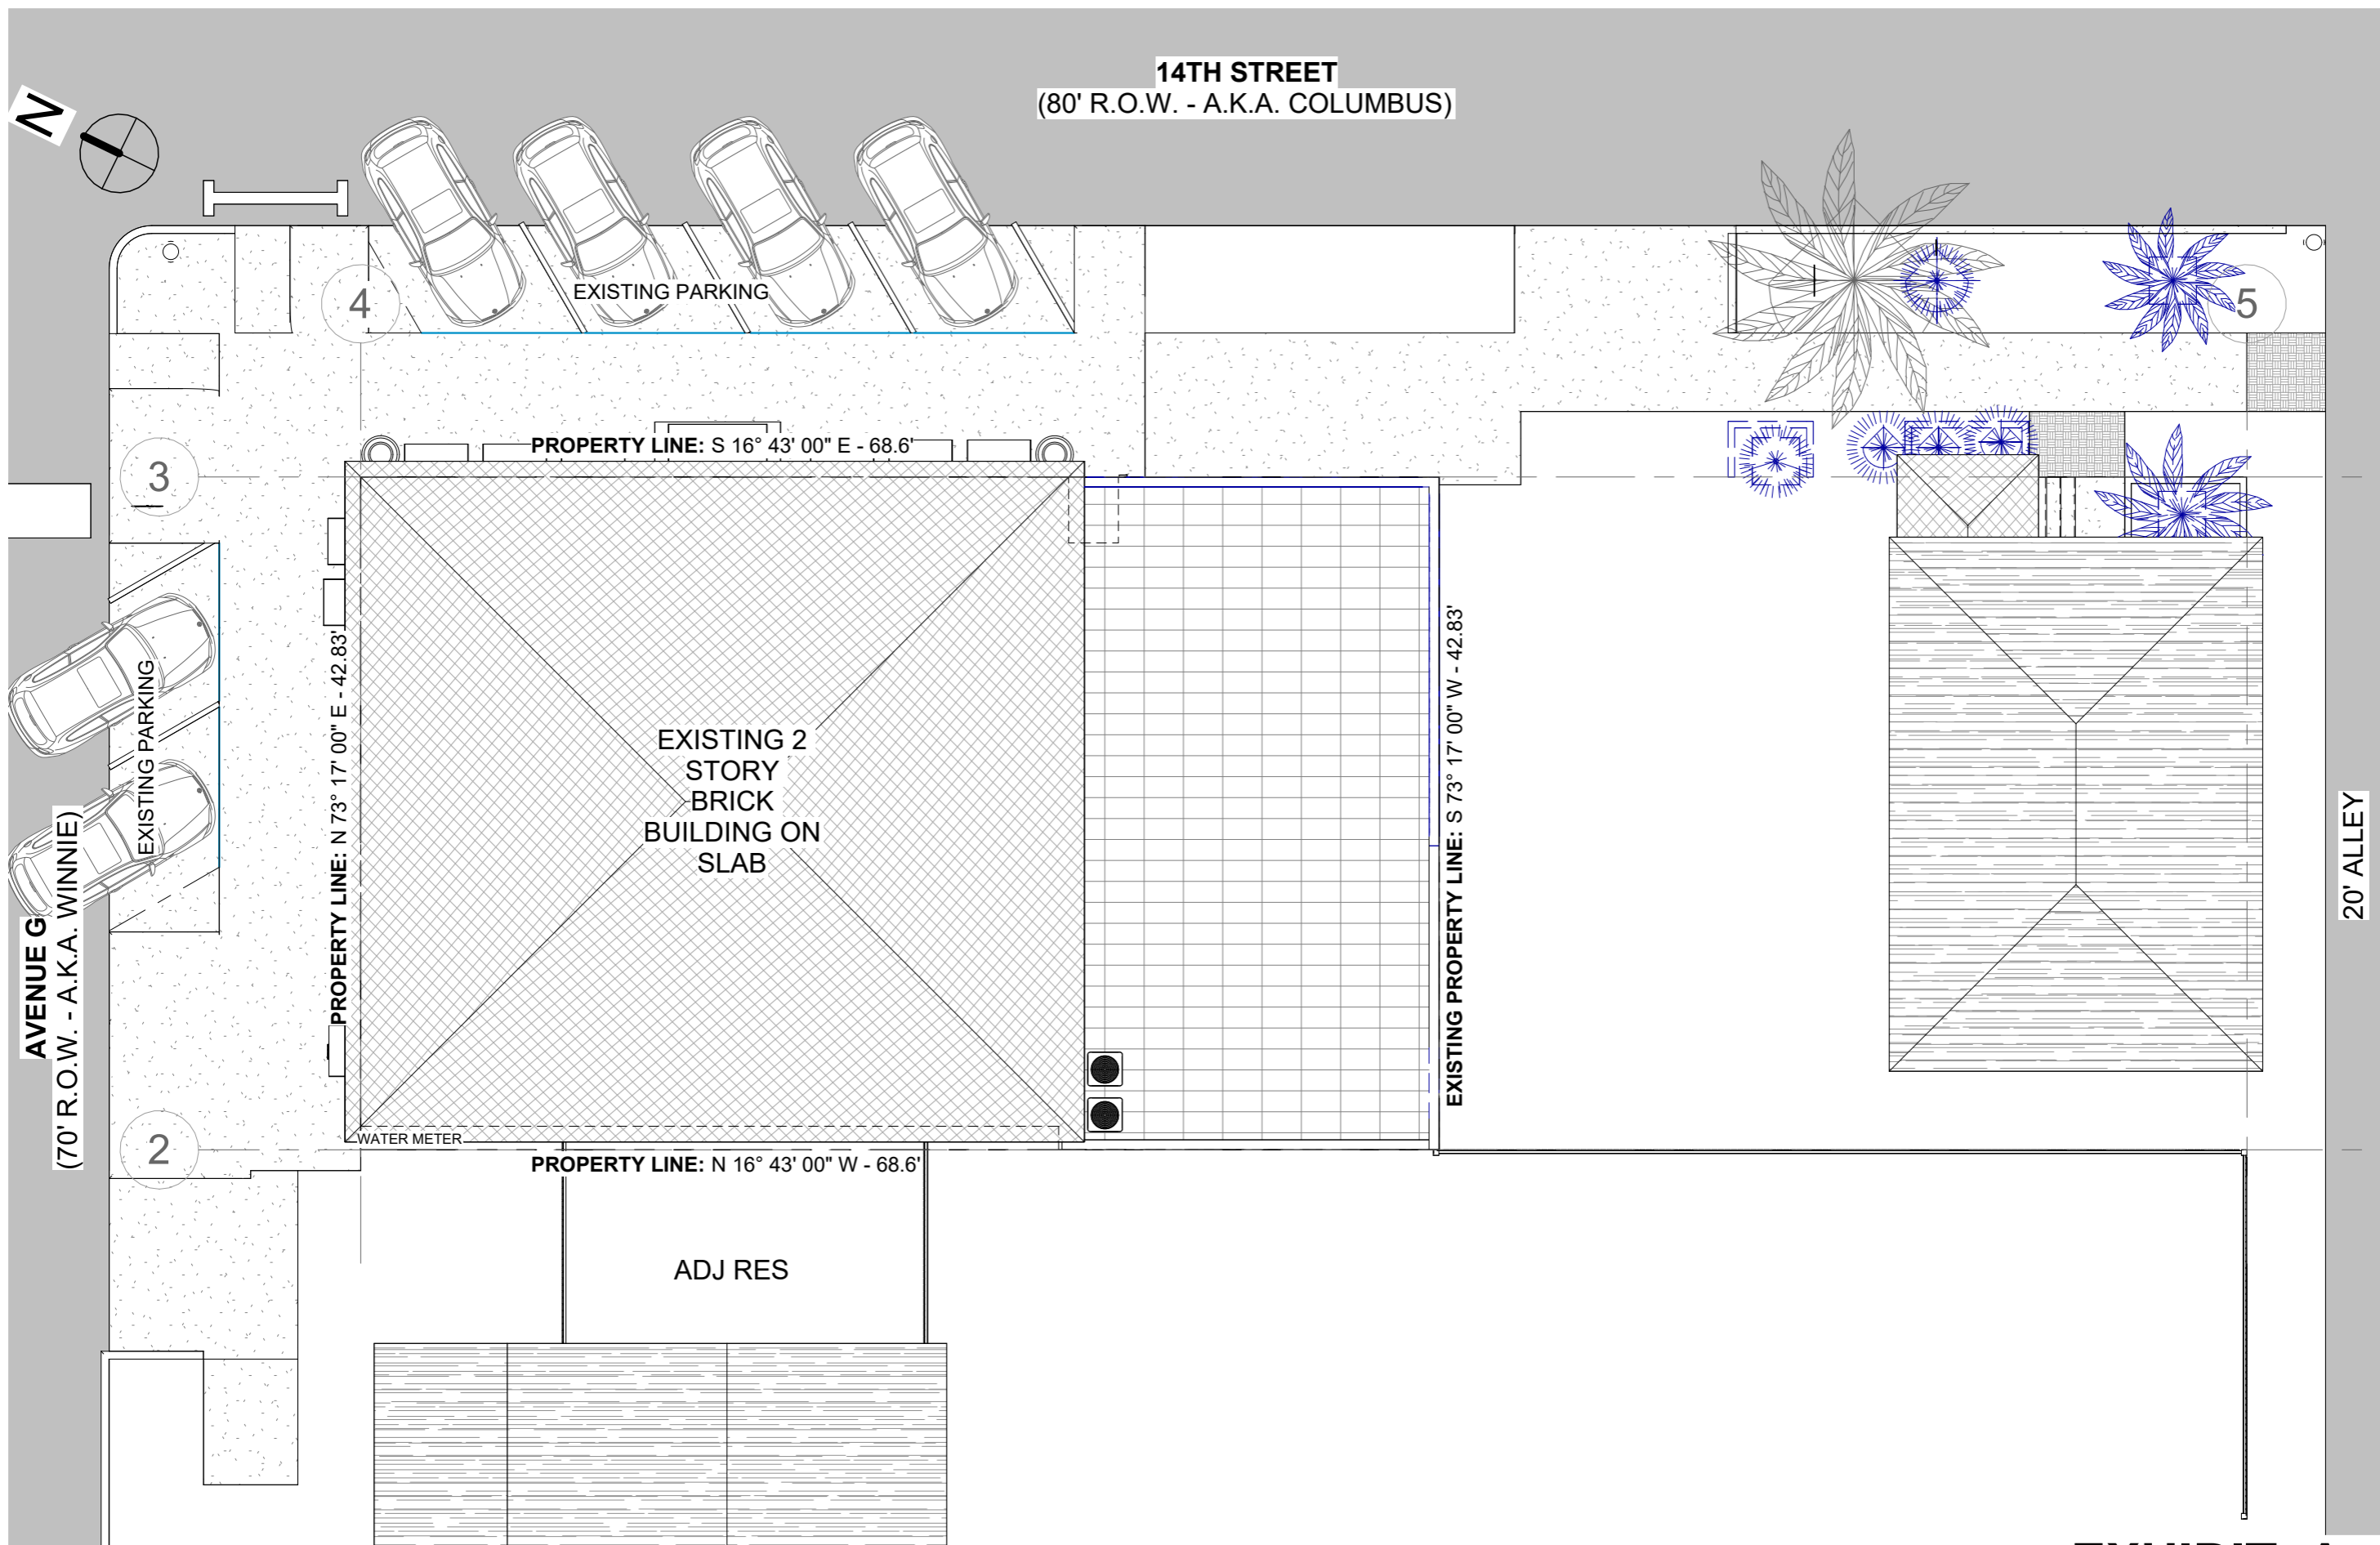 14TH STREET
(80' R.O.W. - A.K.A. COLUMBUS)
N
4
EXISTING PARKING
5
3
PROPERTY LINE: S 16° 43' 00" E - 68.6'
PROPERTY LINE: N 73° 17' 00" E - 42.83'
EXISTING PARKING
AVENUE G
(70' R.O.W. - A.K.A. WINNIE)
EXISTING 2
STORY
BRICK
BUILDING ON
SLAB
EXISTING PROPERTY LINE: S 73° 17' 00" W - 42.83'
20' ALLEY
2
WATER METER
PROPERTY LINE: N 16° 43' 00" W - 68.6'
ADJ RES